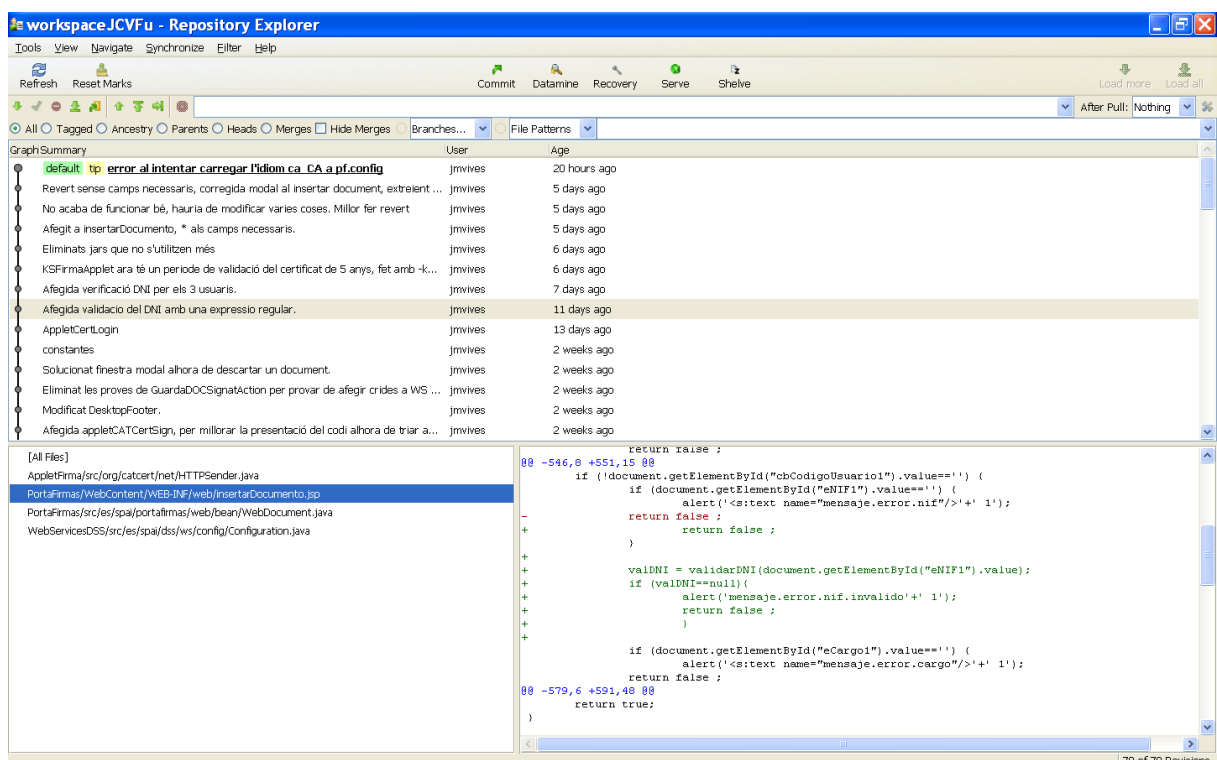 workspaceJCVFu - Repository Explorer
Tools View Navigate Synchronize Filter Help
Refresh Reset Marks Commit Datamine Recovery Serve Shelve Load more Load all
After Pull: Nothing
All Tagged Ancestry Parents Heads Merges Hide Merges Branches... File Patterns
Graph Summary User Age
default tip error al intentar carregar l'idiom ca_CA a pf.config jmvives 20 hours ago
Revert sense camps necessaris, corregida modal al insertar document, extreient ... jmvives 5 days ago
No acaba de funcionar bé, hauria de modificar varies coses. Millor fer revert jmvives 5 days ago
Afegit a insertarDocumento, * als camps necessaris. jmvives 5 days ago
Eliminats jars que no s'utilitzen més jmvives 6 days ago
KSFirmaApplet ara té un periode de validació del certificat de 5 anys, fet amb -k... jmvives 6 days ago
Afegida verificació DNI per els 3 usuaris. jmvives 7 days ago
Afegida validacio del DNI amb una expressio regular. jmvives 11 days ago
AppletCertLogin jmvives 13 days ago
constantes jmvives 2 weeks ago
Solucionat finestra modal alhora de descartar un document. jmvives 2 weeks ago
Eliminat les proves de GuardaDOCSignatAction per provar de afegir crides a WS ... jmvives 2 weeks ago
Modificat DesktopFooter. jmvives 2 weeks ago
Afegida appletCATCertSign, per millorar la presentació del codi alhora de triar a... jmvives 2 weeks ago
[All Files]
AppletFirma/src/org/catcert/net/HTTPSender.java
PortaFirmas/WebContent/WEB-INF/web/insertarDocumento.jsp
PortaFirmas/src/es/spai/portafirmas/web/bean/WebDocument.java
WebServicesDSS/src/es/spai/dss/ws/config/Configuration.java
return false ;
@@ -546,8 +551,15 @@
if (!document.getElementById("cbCodigoUsuario1").value=='') {
if (document.getElementById("eNIF1").value=='') {
alert('<s:text name="mensaje.error.nif"/>'+' 1');
- return false ;
+ return false ;
}
+
+ valDNI = validarDNI(document.getElementById("eNIF1").value);
+ if (valDNI==null){
+ alert('mensaje.error.nif.invalido'+' 1');
+ return false ;
+ }
+
if (document.getElementById("eCargo1").value=='') {
alert('<s:text name="mensaje.error.cargo"/>'+' 1');
return false ;
@@ -579,6 +591,48 @@
return true;
}